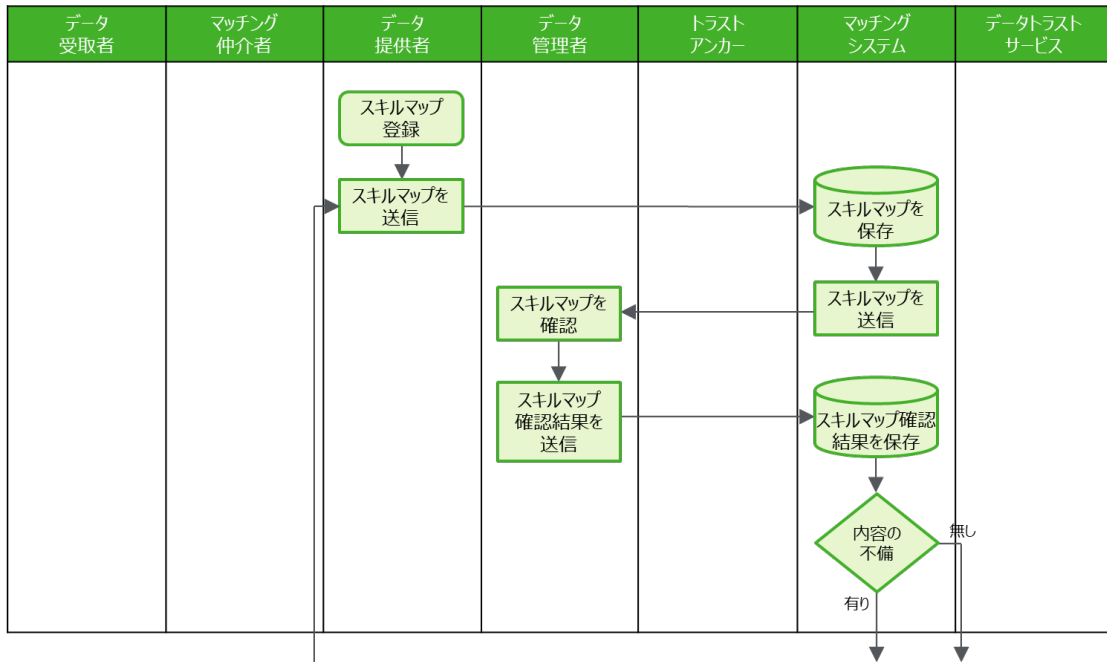 データ
受取者
マッチング
仲介者
データ
提供者
データ
管理者
トラスト
アンカー
マッチング
システム
データトラスト
サービス
スキルマップ
登録
スキルマップを
送信
スキルマップを
保存
スキルマップを
確認
スキルマップを
送信
スキルマップ
確認結果を
送信
スキルマップ確認
結果を保存
内容の
不備
無し
有り